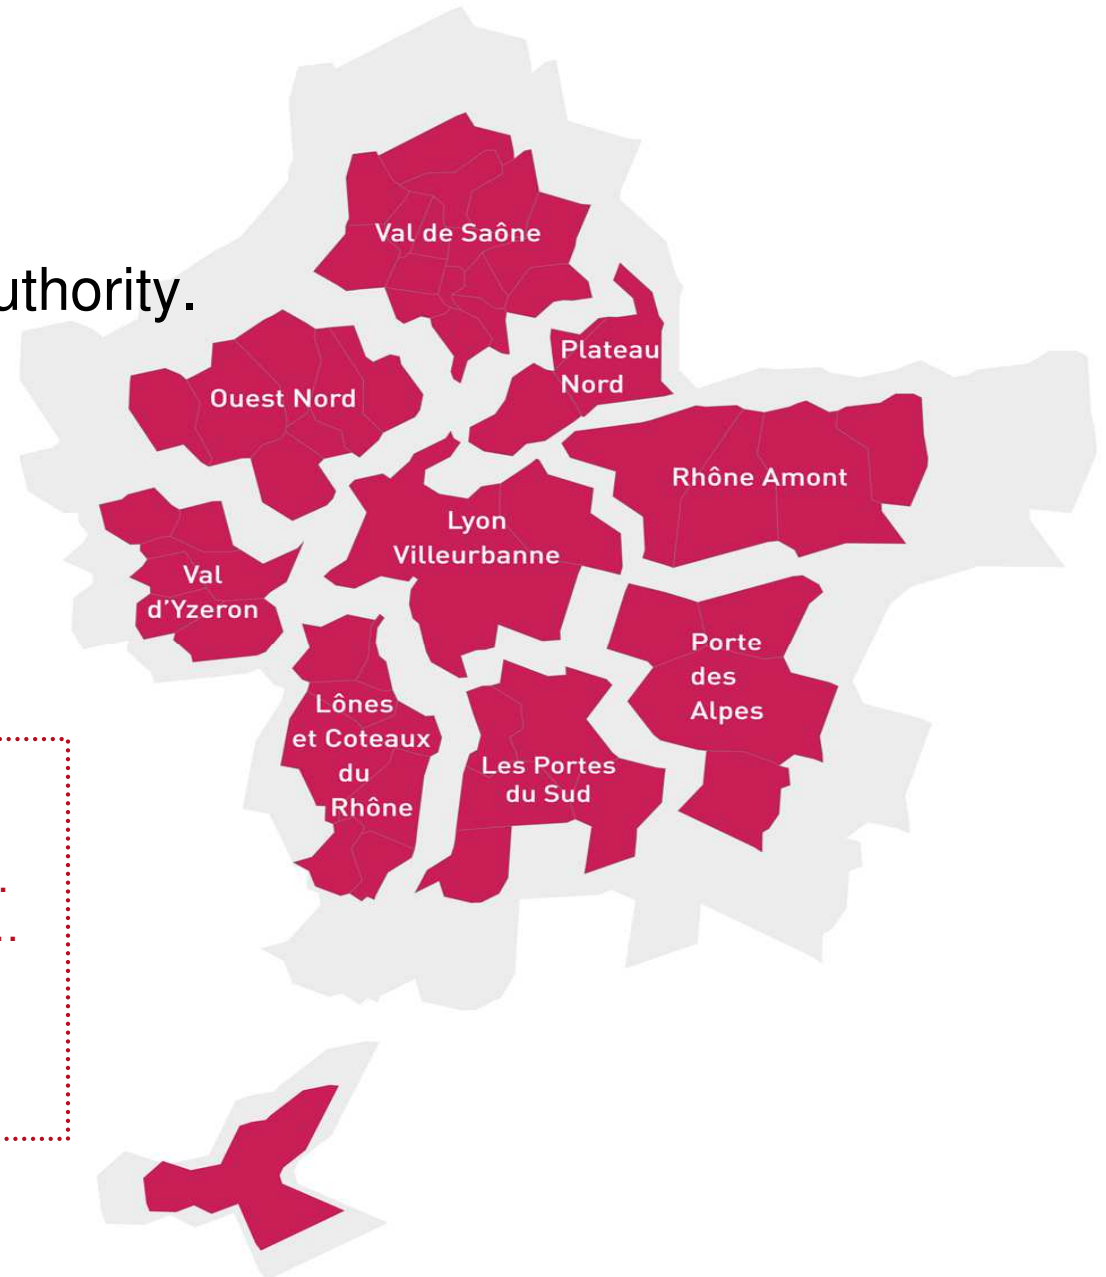 Val de Saône
uthority.
Plateau
Nord
Ouest Nord
Rhône Amont
Lyon
Villeurbanne
Val
d'Yzeron
Porte
des
Alpes
Lônes
et Coteaux
du
Rhône
Les Portes
du Sud
.
..